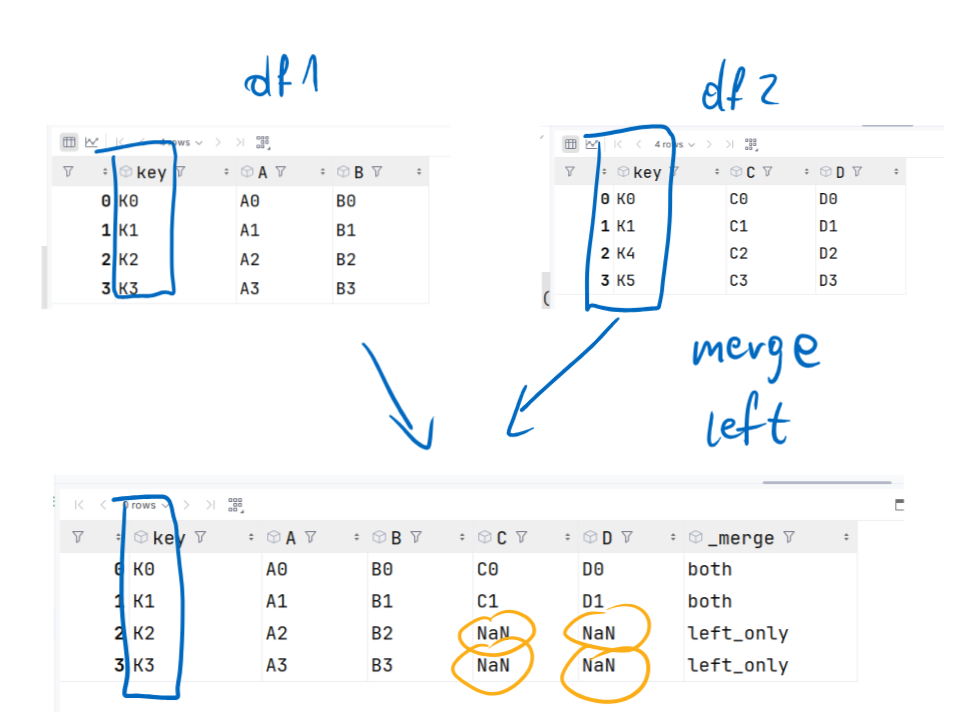 df1
df2
4 rows
key A B
0 K0 A0 B0
1 K1 A1 B1
2 K2 A2 B2
3 K3 A3 B3
4 rows
key C D
0 K0 C0 D0
1 K1 C1 D1
2 K4 C2 D2
3 K5 C3 D3
merge
left
rows
key A B C D _merge
0 K0 A0 B0 C0 D0 both
1 K1 A1 B1 C1 D1 both
2 K2 A2 B2 NaN NaN left_only
3 K3 A3 B3 NaN NaN left_only